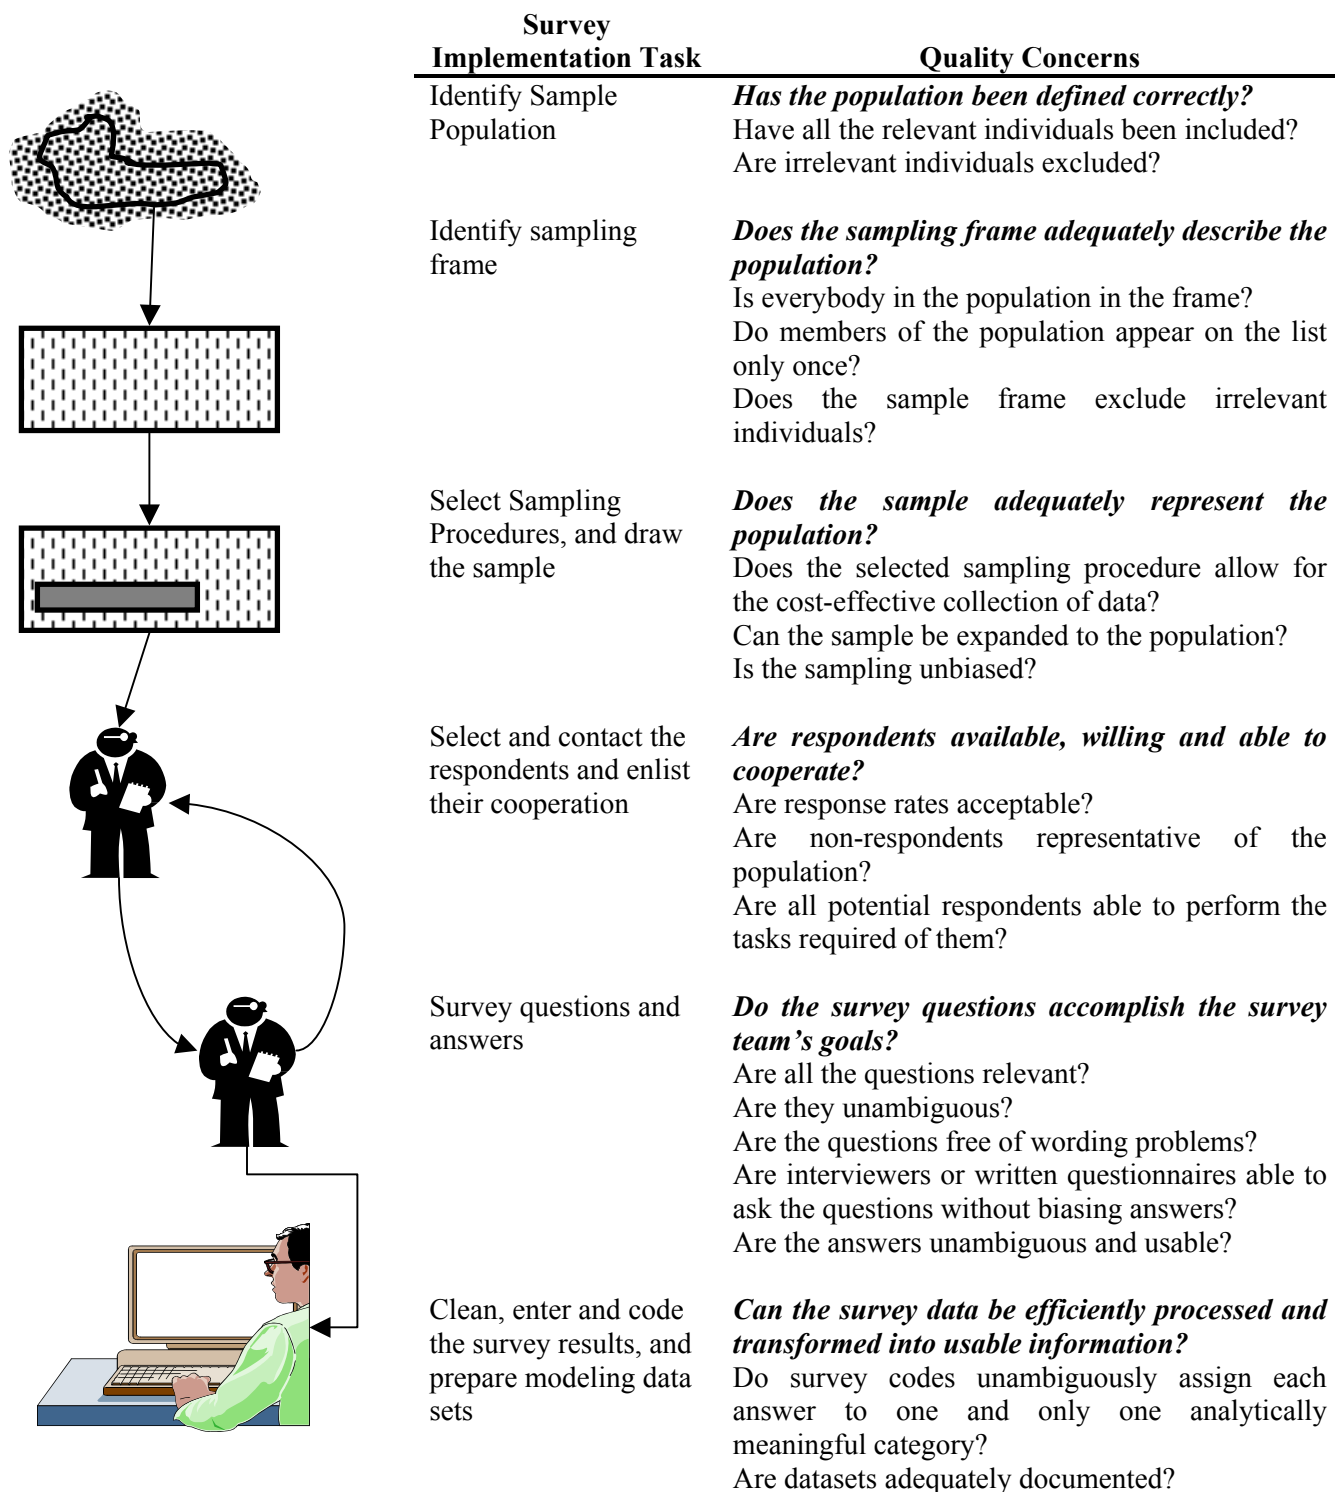 Survey
Implementation Task
Quality Concerns
Identify Sample
Population
Has the population been defined correctly?
Have all the relevant individuals been included?
Are irrelevant individuals excluded?
Identify sampling
frame
Does the sampling frame adequately describe the
population?
Is everybody in the population in the frame?
Do members of the population appear on the list
only once?
Does the sample frame exclude irrelevant
individuals?
Select Sampling
Procedures, and draw
the sample
Does the sample adequately represent the
population?
Does the selected sampling procedure allow for
the cost-effective collection of data?
Can the sample be expanded to the population?
Is the sampling unbiased?
Select and contact the
respondents and enlist
their cooperation
Are respondents available, willing and able to
cooperate?
Are response rates acceptable?
Are non-respondents representative of the
population?
Are all potential respondents able to perform the
tasks required of them?
Survey questions and
answers
Do the survey questions accomplish the survey
team’s goals?
Are all the questions relevant?
Are they unambiguous?
Are the questions free of wording problems?
Are interviewers or written questionnaires able to
ask the questions without biasing answers?
Are the answers unambiguous and usable?
Clean, enter and code
the survey results, and
prepare modeling data
sets
Can the survey data be efficiently processed and
transformed into usable information?
Do survey codes unambiguously assign each
answer to one and only one analytically
meaningful category?
Are datasets adequately documented?